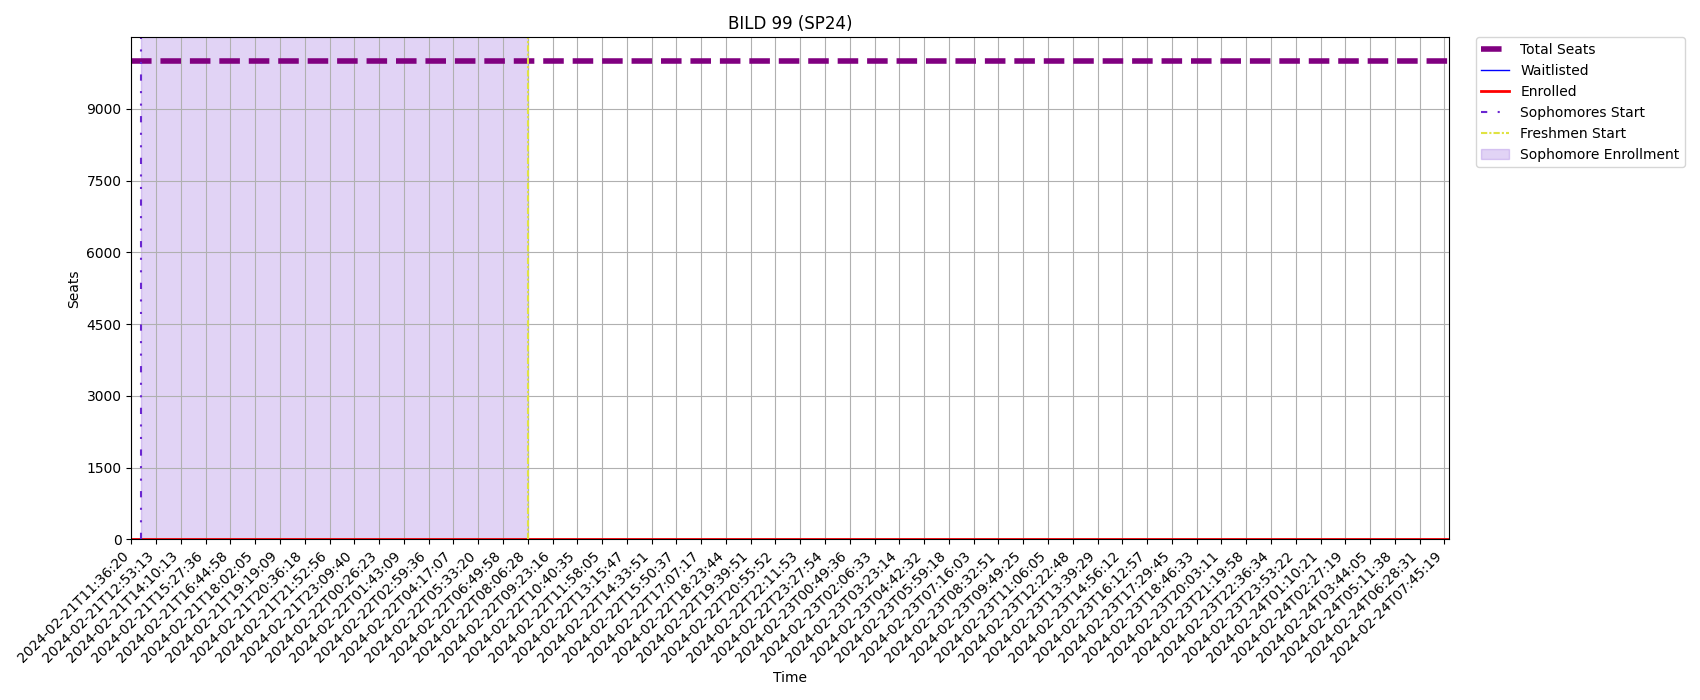 BILD 99 (SP24)
Total Seats
Waitlisted
Enrolled
Sophomores Start
Freshmen Start
Sophomore Enrollment
Seats
9000
7500
6000
4500
3000
1500
0
2024-02-21T11:36:20
2024-02-21T12:53:13
2024-02-21T14:10:13
2024-02-21T15:27:36
2024-02-21T16:44:58
2024-02-21T18:02:05
2024-02-21T19:19:09
2024-02-21T20:36:18
2024-02-21T21:52:56
2024-02-21T23:09:40
2024-02-22T00:26:23
2024-02-22T01:43:09
2024-02-22T02:59:36
2024-02-22T04:17:07
2024-02-22T05:33:20
2024-02-22T06:49:58
2024-02-22T08:06:28
2024-02-22T09:23:16
2024-02-22T10:40:35
2024-02-22T11:58:05
2024-02-22T13:15:47
2024-02-22T14:33:51
2024-02-22T15:50:37
2024-02-22T17:07:17
2024-02-22T18:23:44
2024-02-22T19:39:51
2024-02-22T20:55:52
2024-02-22T22:11:53
2024-02-22T23:27:54
2024-02-23T00:49:36
2024-02-23T02:06:33
2024-02-23T03:23:14
2024-02-23T04:42:32
2024-02-23T05:59:18
2024-02-23T07:16:03
2024-02-23T08:32:51
2024-02-23T09:49:25
2024-02-23T11:06:05
2024-02-23T12:22:48
2024-02-23T13:39:29
2024-02-23T14:56:12
2024-02-23T16:12:57
2024-02-23T17:29:45
2024-02-23T18:46:33
2024-02-23T20:03:11
2024-02-23T21:19:58
2024-02-23T22:36:34
2024-02-23T23:53:22
2024-02-24T01:10:21
2024-02-24T02:27:19
2024-02-24T03:44:05
2024-02-24T05:11:38
2024-02-24T06:28:31
2024-02-24T07:45:19
Time